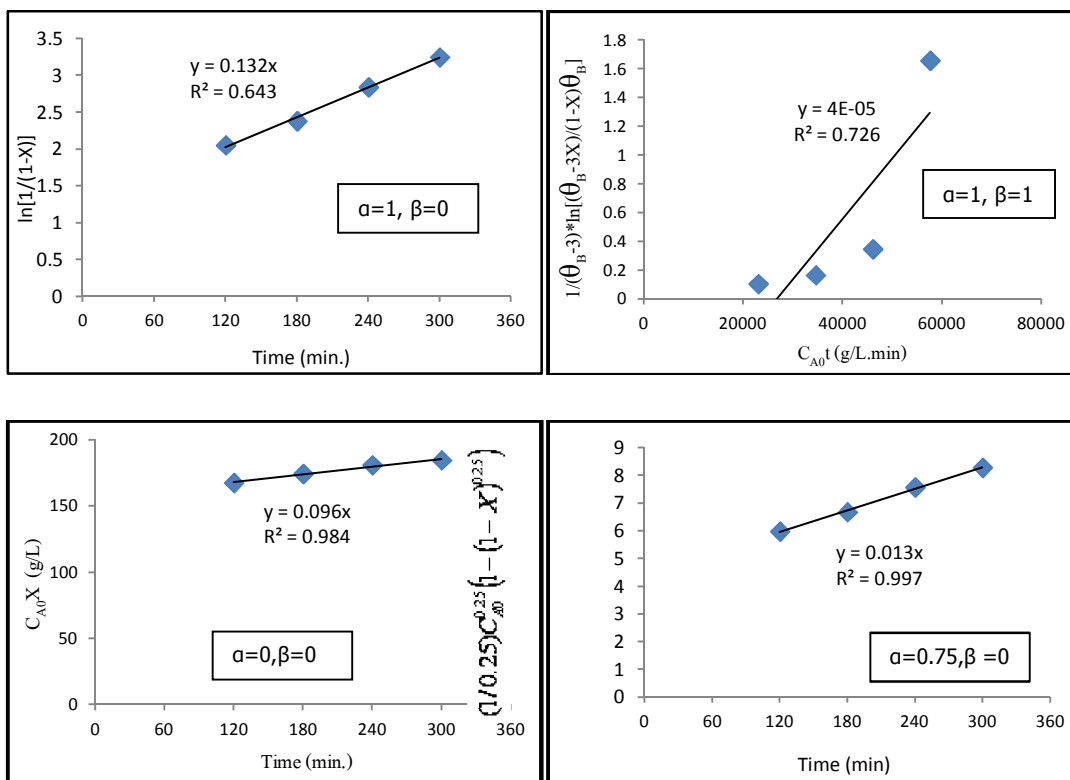 3.5
3
2.5
2
1.5
1
0.5
0
0 60 120 180 240 300 360
ln[1/(1-X)]
y = 0.132x
R² = 0.643
α=1, β=0
Time (min.)
1.8
1.6
1.4
1.2
1
0.8
0.6
0.4
0.2
0
0 20000 40000 60000 80000
1/(θB-3)*ln[(θB-3X)/(1-X)θB]
y = 4E-05
R² = 0.726
α=1, β=1
CA0t (g/L.min)
200
150
100
50
0
0 60 120 180 240 300 360
CA0X (g/L)
y = 0.096x
R² = 0.984
α=0,β=0
Time (min.)
(1/0.25)CA0^0.25(1-(1-X)^0.25)
9
8
7
6
5
4
3
2
1
0
0 60 120 180 240 300 360
y = 0.013x
R² = 0.997
α=0.75,β =0
Time (min)